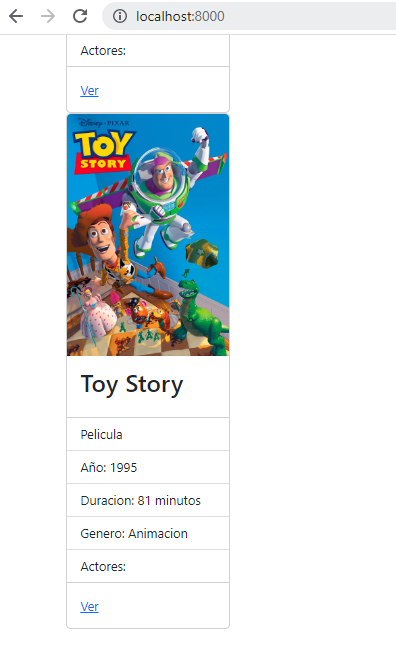 localhost:8000
Actores:
Ver
Disney · PIXAR
TOY
STORY
Toy Story
Pelicula
Año: 1995
Duracion: 81 minutos
Genero: Animacion
Actores:
Ver